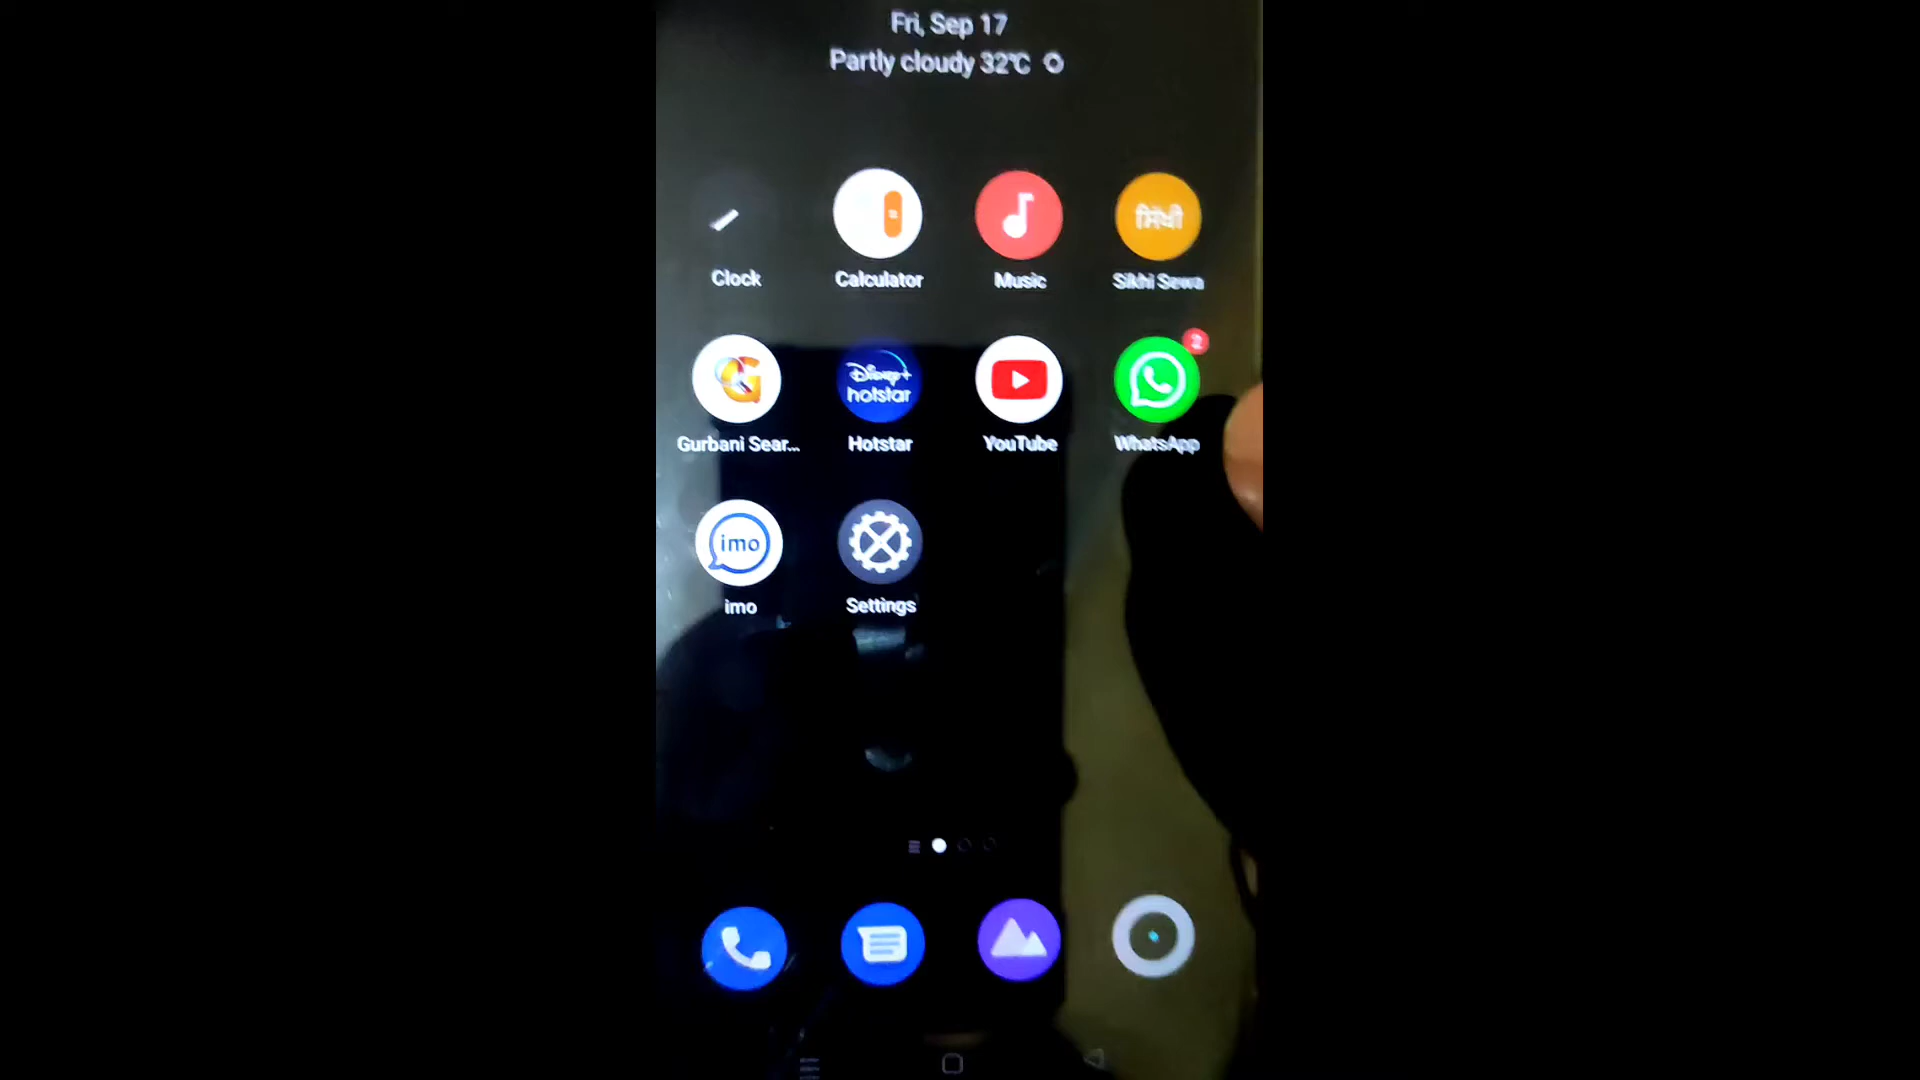 Fri, Sep 17
Partly cloudy 32°C
ਸਿੱਖੀ
Clock
Calculator
Music
Sikhi Sewa
2
Disney+
hotstar
Gurbani Sear...
Hotstar
YouTube
WhatsApp
imo
imo
Settings